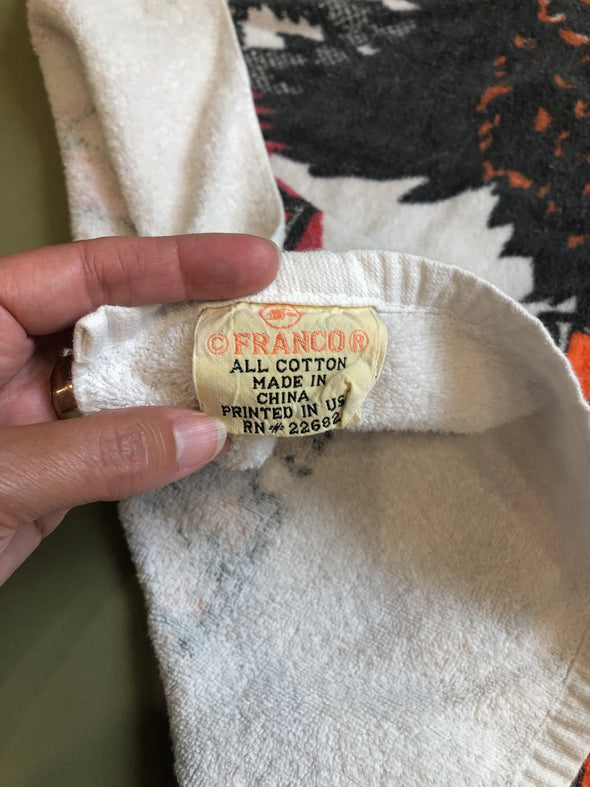 © FRANCO ®
ALL COTTON
MADE IN
CHINA
PRINTED IN US
RN # 22682